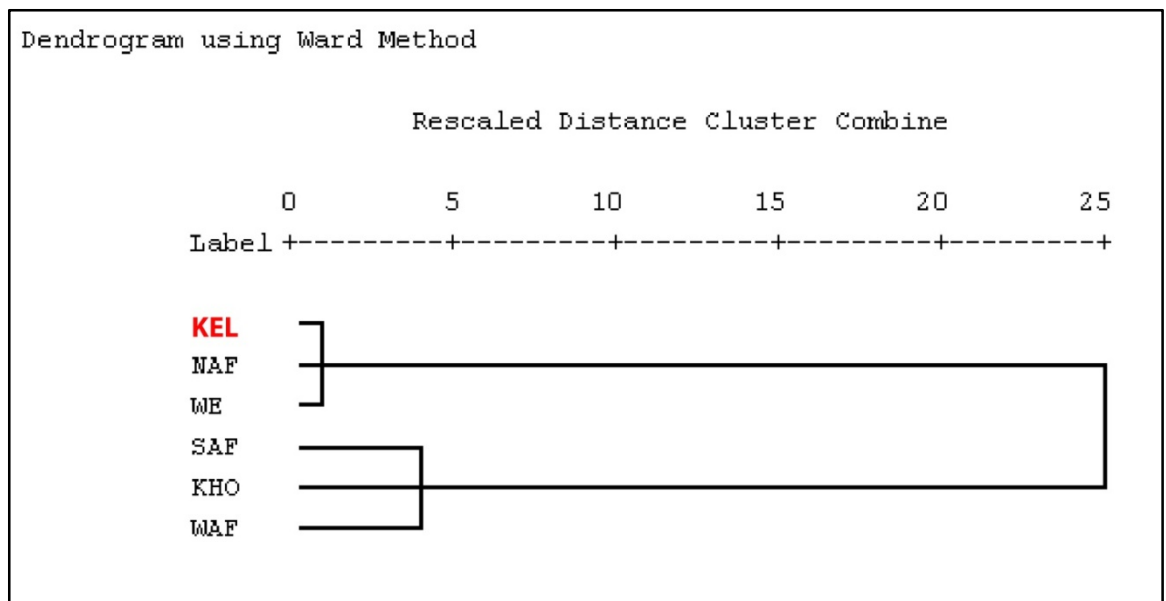 Dendrogram using Ward Method
Rescaled Distance Cluster Combine
0 5 10 15 20 25
Label +---------+---------+---------+---------+---------+
KEL
NAF
WE
SAF
KHO
WAF